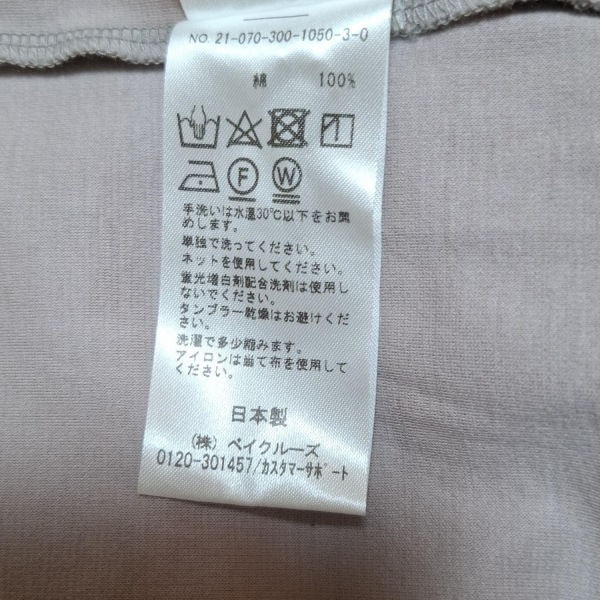 NO. 21-070-300-1050-3-0
綿 100%
F W
手洗いは水温30℃以下をお薦
めします。
単独で洗ってください。
ネットを使用してください。
蛍光増白剤配合洗剤は使用し
ないでください。
タンブラー乾燥はお避けくだ
さい。
洗濯で多少縮みます。
アイロンは当て布を使用して
ください。
日本製
(株) ベイクルーズ
0120-301457/カスタマーサポート